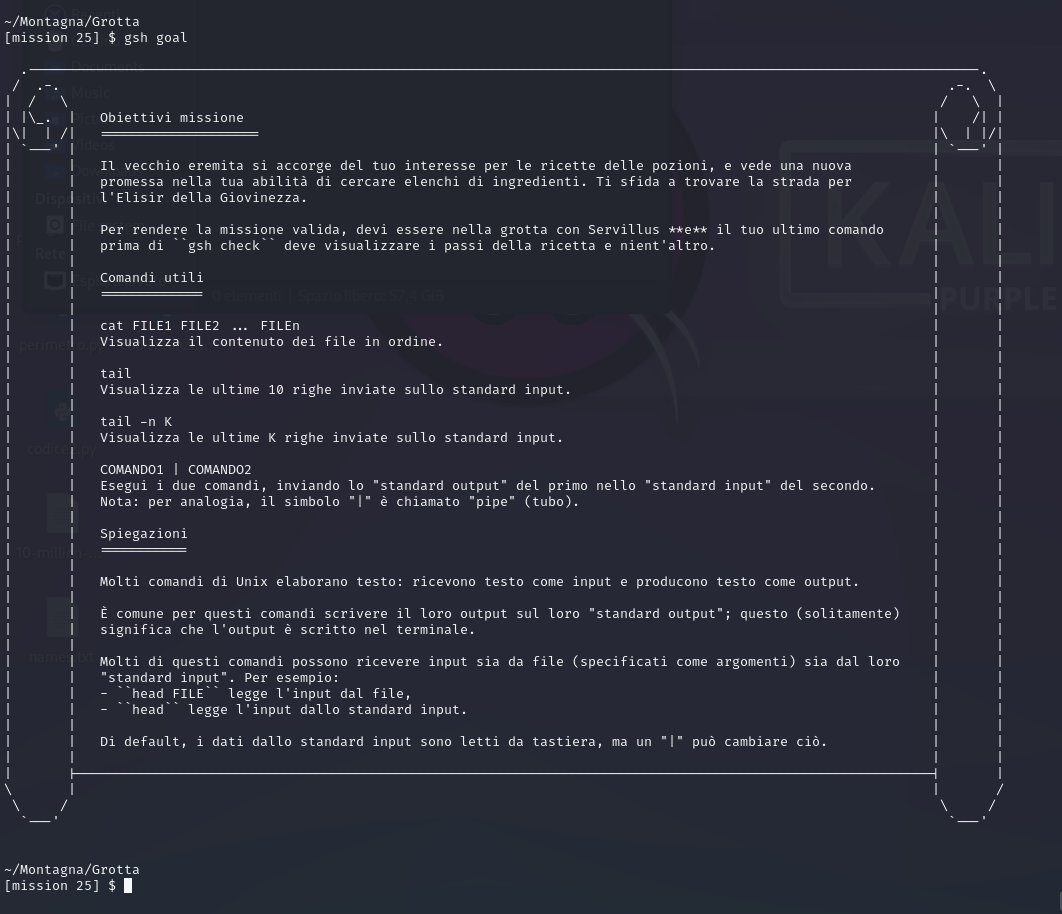 ~/Montagna/Grotta
[mission 25] $ gsh goal
Obiettivi missione
==================
Il vecchio eremita si accorge del tuo interesse per le ricette delle pozioni, e vede una nuova
promessa nella tua abilità di cercare elenchi di ingredienti. Ti sfida a trovare la strada per
l'Elisir della Giovinezza.
Per rendere la missione valida, devi essere nella grotta con Servillus **e** il tuo ultimo comando
prima di ``gsh check`` deve visualizzare i passi della ricetta e nient'altro.
Comandi utili
=============
cat FILE1 FILE2 ... FILEn
Visualizza il contenuto dei file in ordine.
tail
Visualizza le ultime 10 righe inviate sullo standard input.
tail -n K
Visualizza le ultime K righe inviate sullo standard input.
COMANDO1 | COMANDO2
Esegui i due comandi, inviando lo "standard output" del primo nello "standard input" del secondo.
Nota: per analogia, il simbolo "|" è chiamato "pipe" (tubo).
Spiegazioni
===========
Molti comandi di Unix elaborano testo: ricevono testo come input e producono testo come output.
È comune per questi comandi scrivere il loro output sul loro "standard output"; questo (solitamente)
significa che l'output è scritto nel terminale.
Molti di questi comandi possono ricevere input sia da file (specificati come argomenti) sia dal loro
"standard input". Per esempio:
- ``head FILE`` legge l'input dal file,
- ``head`` legge l'input dallo standard input.
Di default, i dati dallo standard input sono letti da tastiera, ma un "|" può cambiare ciò.
~/Montagna/Grotta
[mission 25] $
KALI
PURPLE